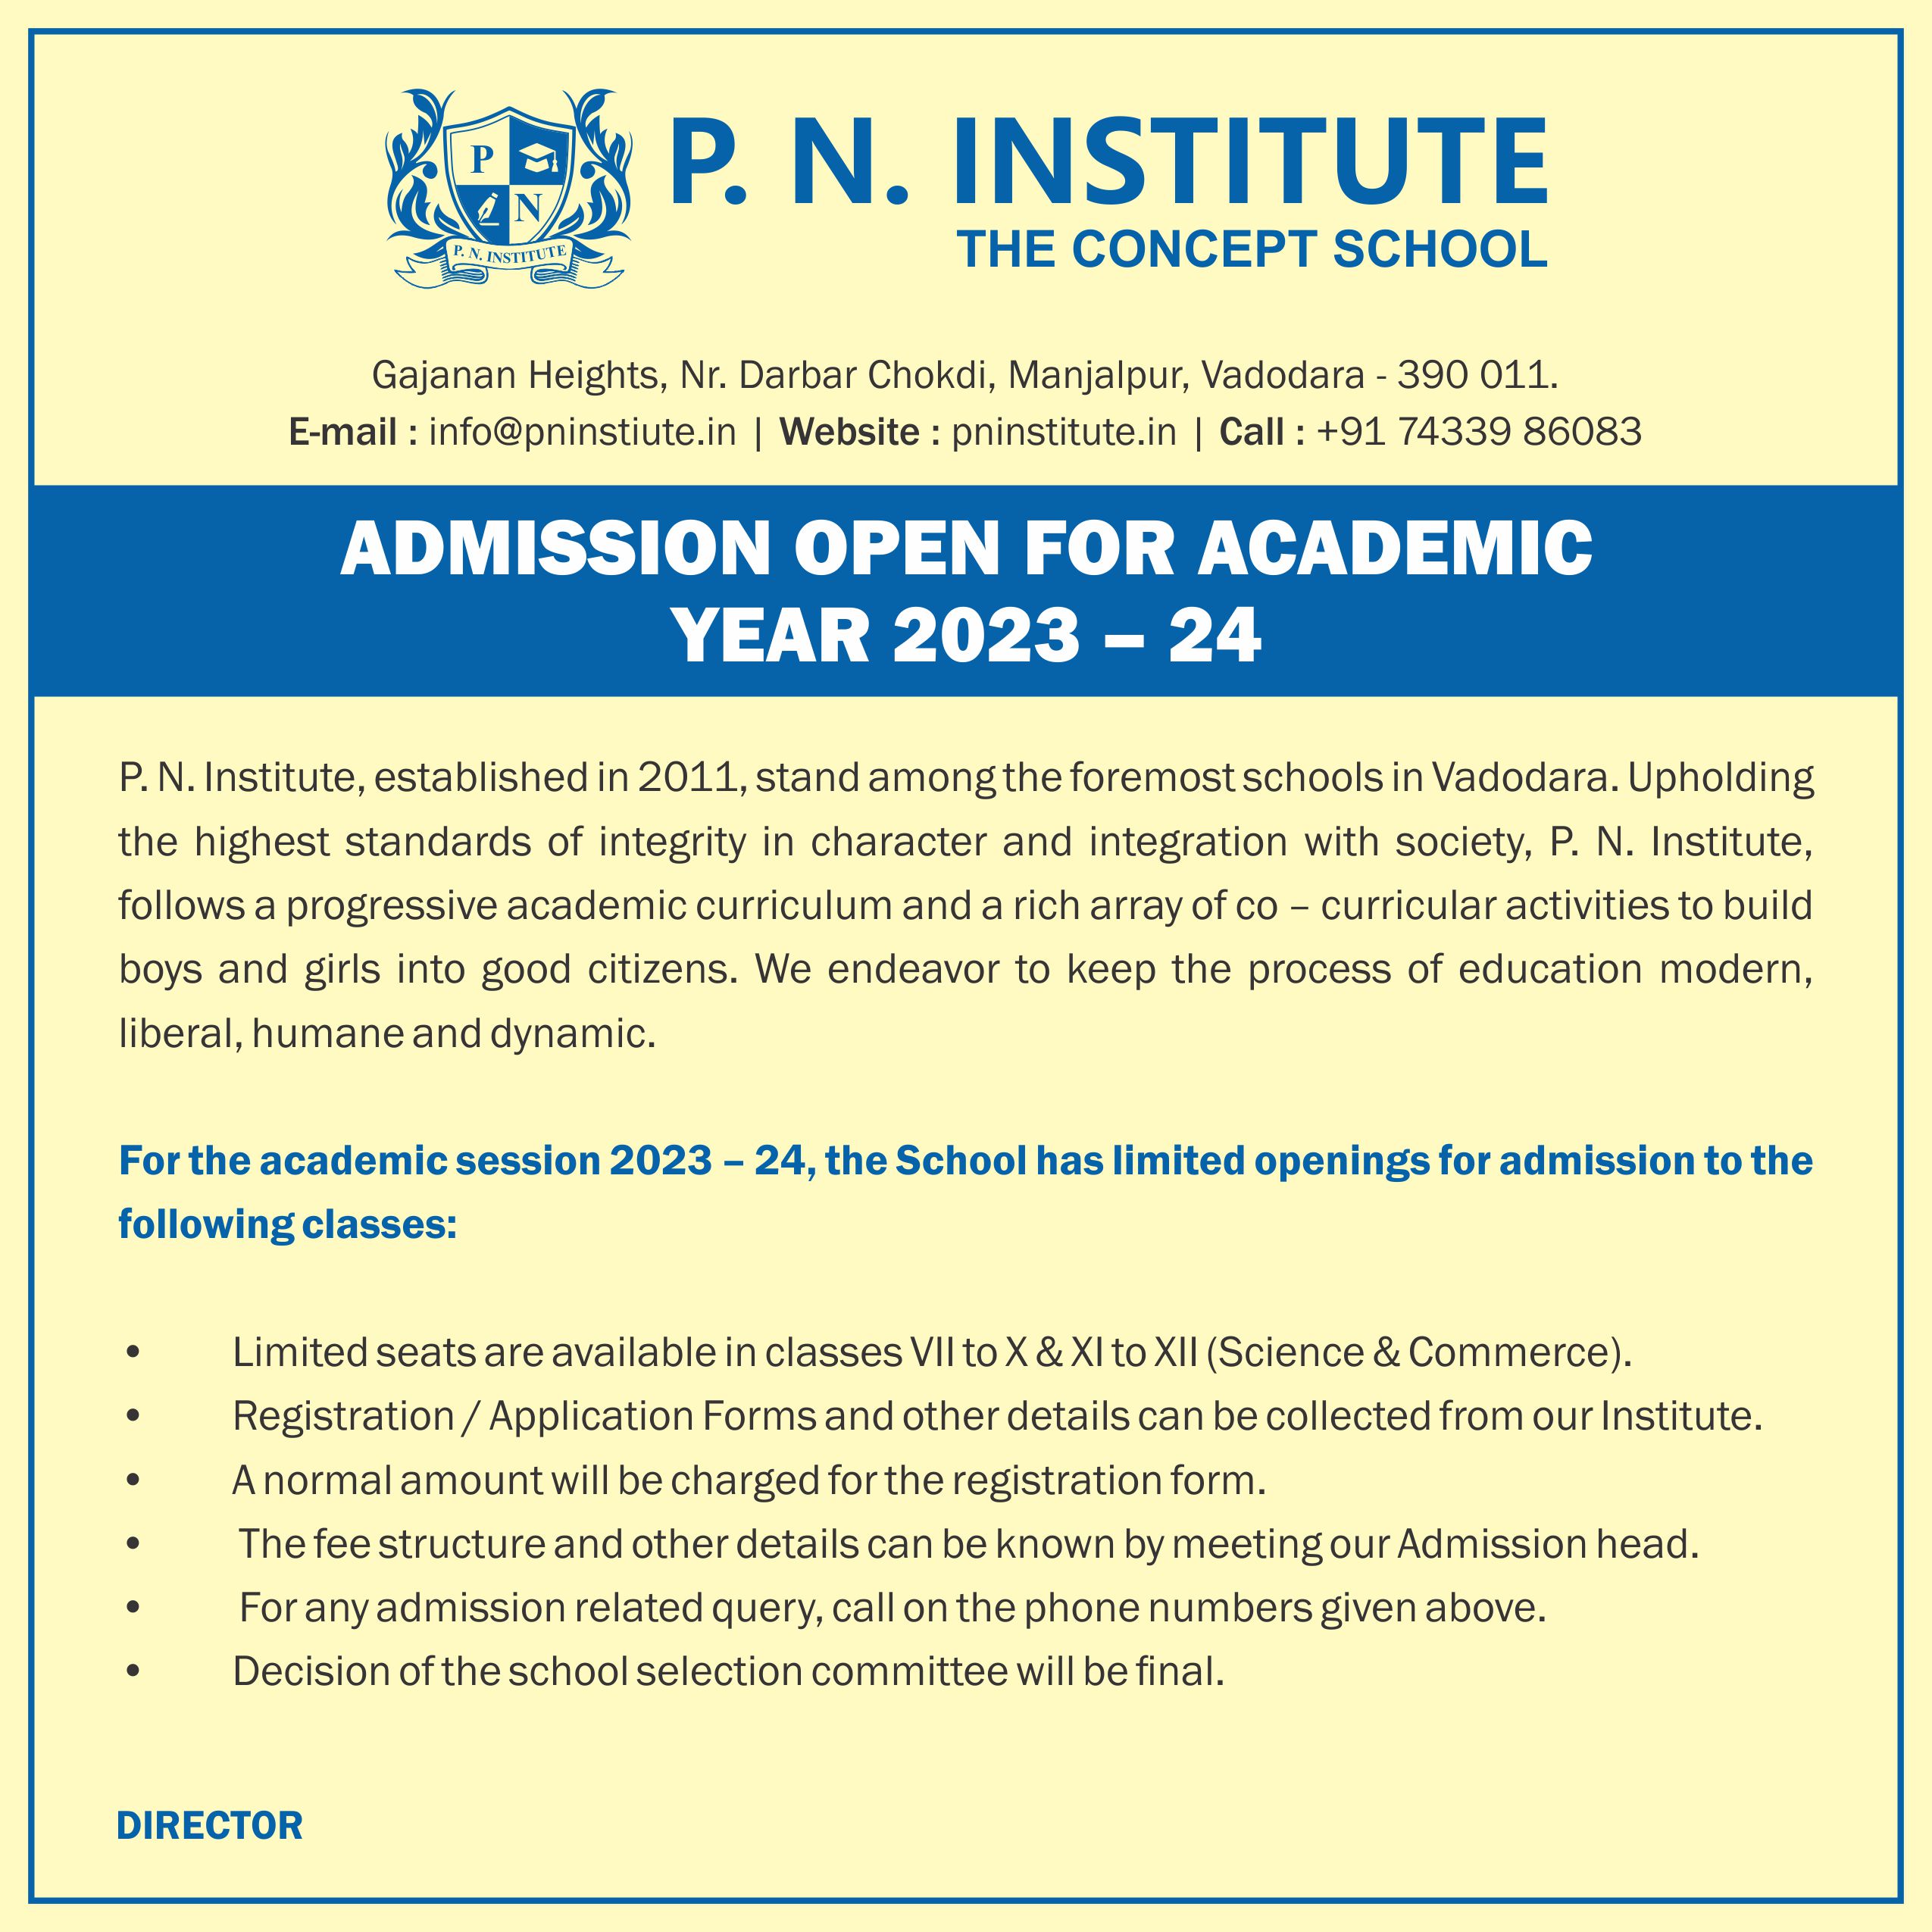 P N
P. N. INSTITUTE
P. N. INSTITUTE
THE CONCEPT SCHOOL
Gajanan Heights, Nr. Darbar Chokdi, Manjalpur, Vadodara - 390 011.
E-mail : info@pninstiute.in | Website : pninstitute.in | Call : +91 74339 86083
ADMISSION OPEN FOR ACADEMIC
YEAR 2023 – 24
P. N. Institute, established in 2011, stand among the foremost schools in Vadodara. Upholding
the highest standards of integrity in character and integration with society, P. N. Institute,
follows a progressive academic curriculum and a rich array of co – curricular activities to build
boys and girls into good citizens. We endeavor to keep the process of education modern,
liberal, humane and dynamic.
For the academic session 2023 – 24, the School has limited openings for admission to the
following classes:
• Limited seats are available in classes VII to X & XI to XII (Science & Commerce).
• Registration / Application Forms and other details can be collected from our Institute.
• A normal amount will be charged for the registration form.
• The fee structure and other details can be known by meeting our Admission head.
• For any admission related query, call on the phone numbers given above.
• Decision of the school selection committee will be final.
DIRECTOR